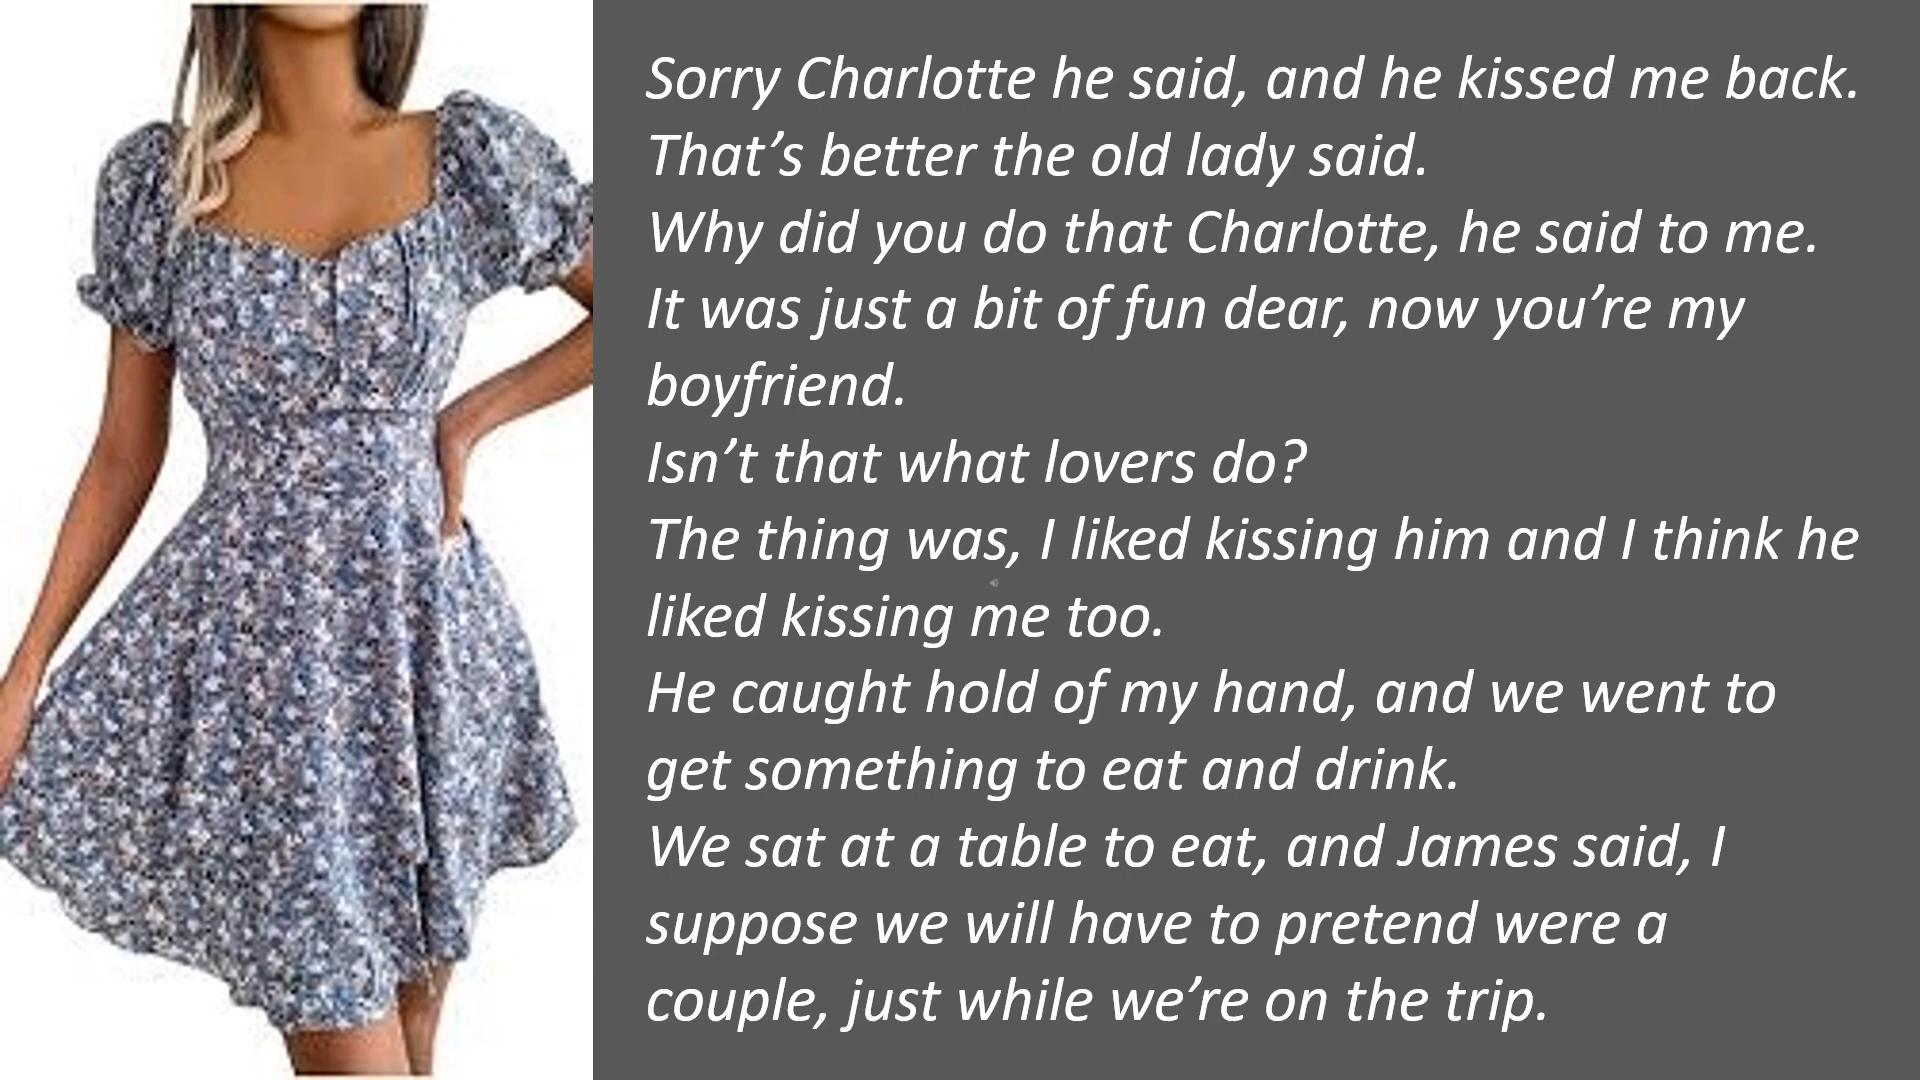 Sorry Charlotte he said, and he kissed me back.
That’s better the old lady said.
Why did you do that Charlotte, he said to me.
It was just a bit of fun dear, now you’re my
boyfriend.
Isn’t that what lovers do?
The thing was, I liked kissing him and I think he
liked kissing me too.
He caught hold of my hand, and we went to
get something to eat and drink.
We sat at a table to eat, and James said, I
suppose we will have to pretend were a
couple, just while we’re on the trip.